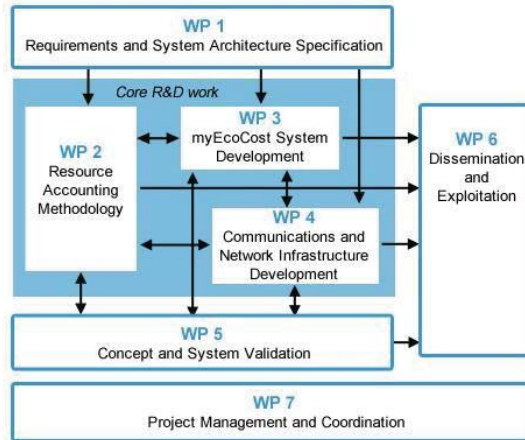 WP 1
Requirements and System Architecture Specification
Core R&D work
WP 2
Resource
Accounting
Methodology
WP 3
myEcoCost System
Development
WP 4
Communications and
Network Infrastructure
Development
WP 6
Dissemination
and
Exploitation
WP 5
Concept and System Validation
WP 7
Project Management and Coordination